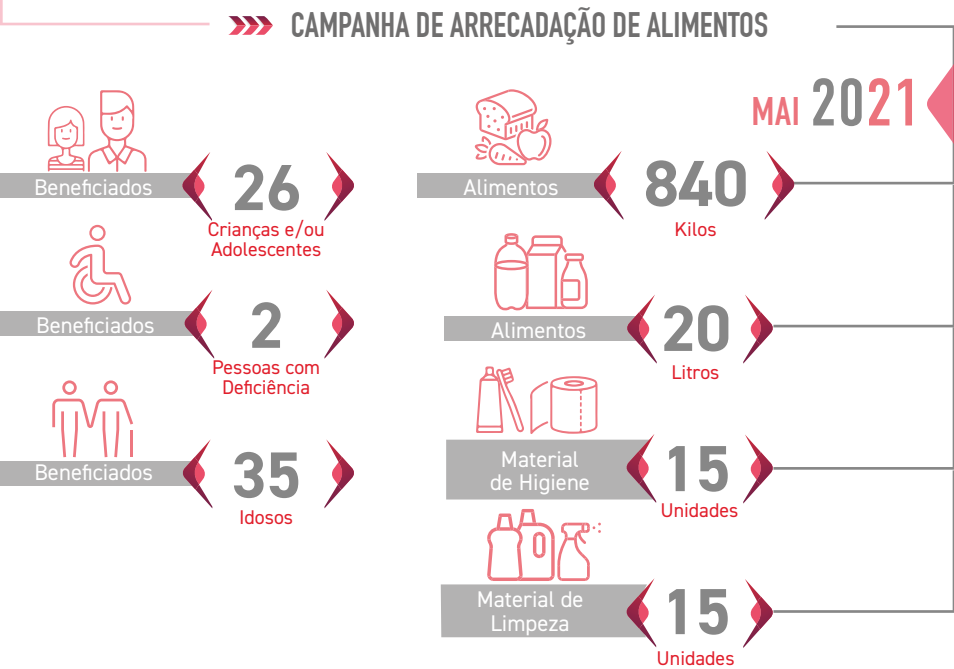 CAMPANHA DE ARRECADAÇÃO DE ALIMENTOS
MAI 2021
Beneficiados
26
Crianças e/ou
Adolescentes
Beneficiados
2
Pessoas com
Deficiência
Beneficiados
35
Idosos
Alimentos
840
Kilos
Alimentos
20
Litros
Material
de Higiene
15
Unidades
Material de
Limpeza
15
Unidades